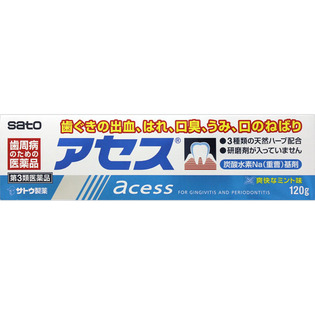 sato
歯ぐきの出血、はれ、口臭、うみ、口のねばり
歯周病
のための
医薬品
アセス®
●3種類の天然ハーブ配合
●研磨剤が入っていません
炭酸水素Na(重曹)基剤
第3類医薬品
サトウ製薬
acess
FOR GINGIVITIS AND PERIODONTITIS
爽快なミント味
120g